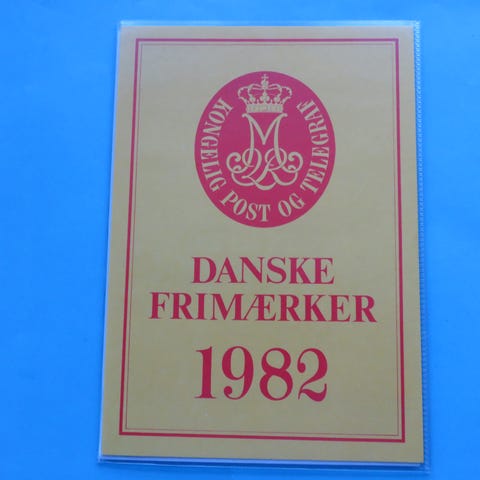 KONGELIG POST OG TELEGRAF
DANSKE
FRIMÆRKER
1982